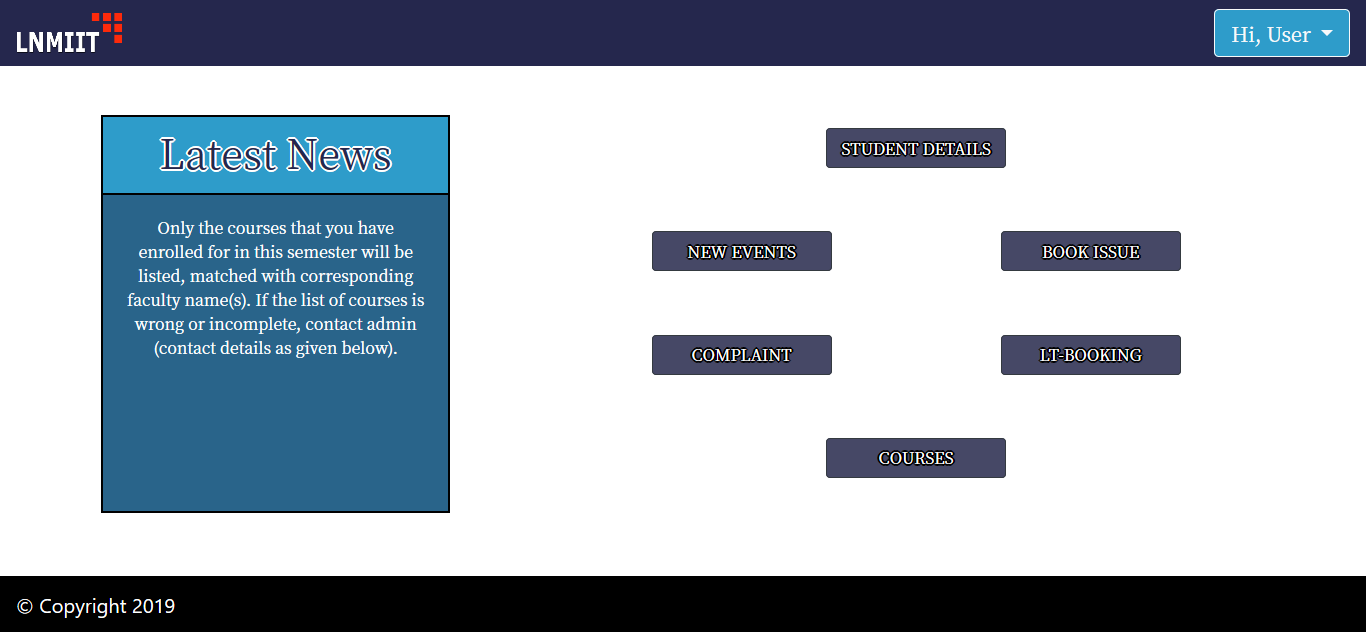 LNMIIT
Hi, User
Latest News
Only the courses that you have
enrolled for in this semester will be
listed, matched with corresponding
faculty name(s). If the list of courses is
wrong or incomplete, contact admin
(contact details as given below).
STUDENT DETAILS
NEW EVENTS
BOOK ISSUE
COMPLAINT
LT-BOOKING
COURSES
© Copyright 2019